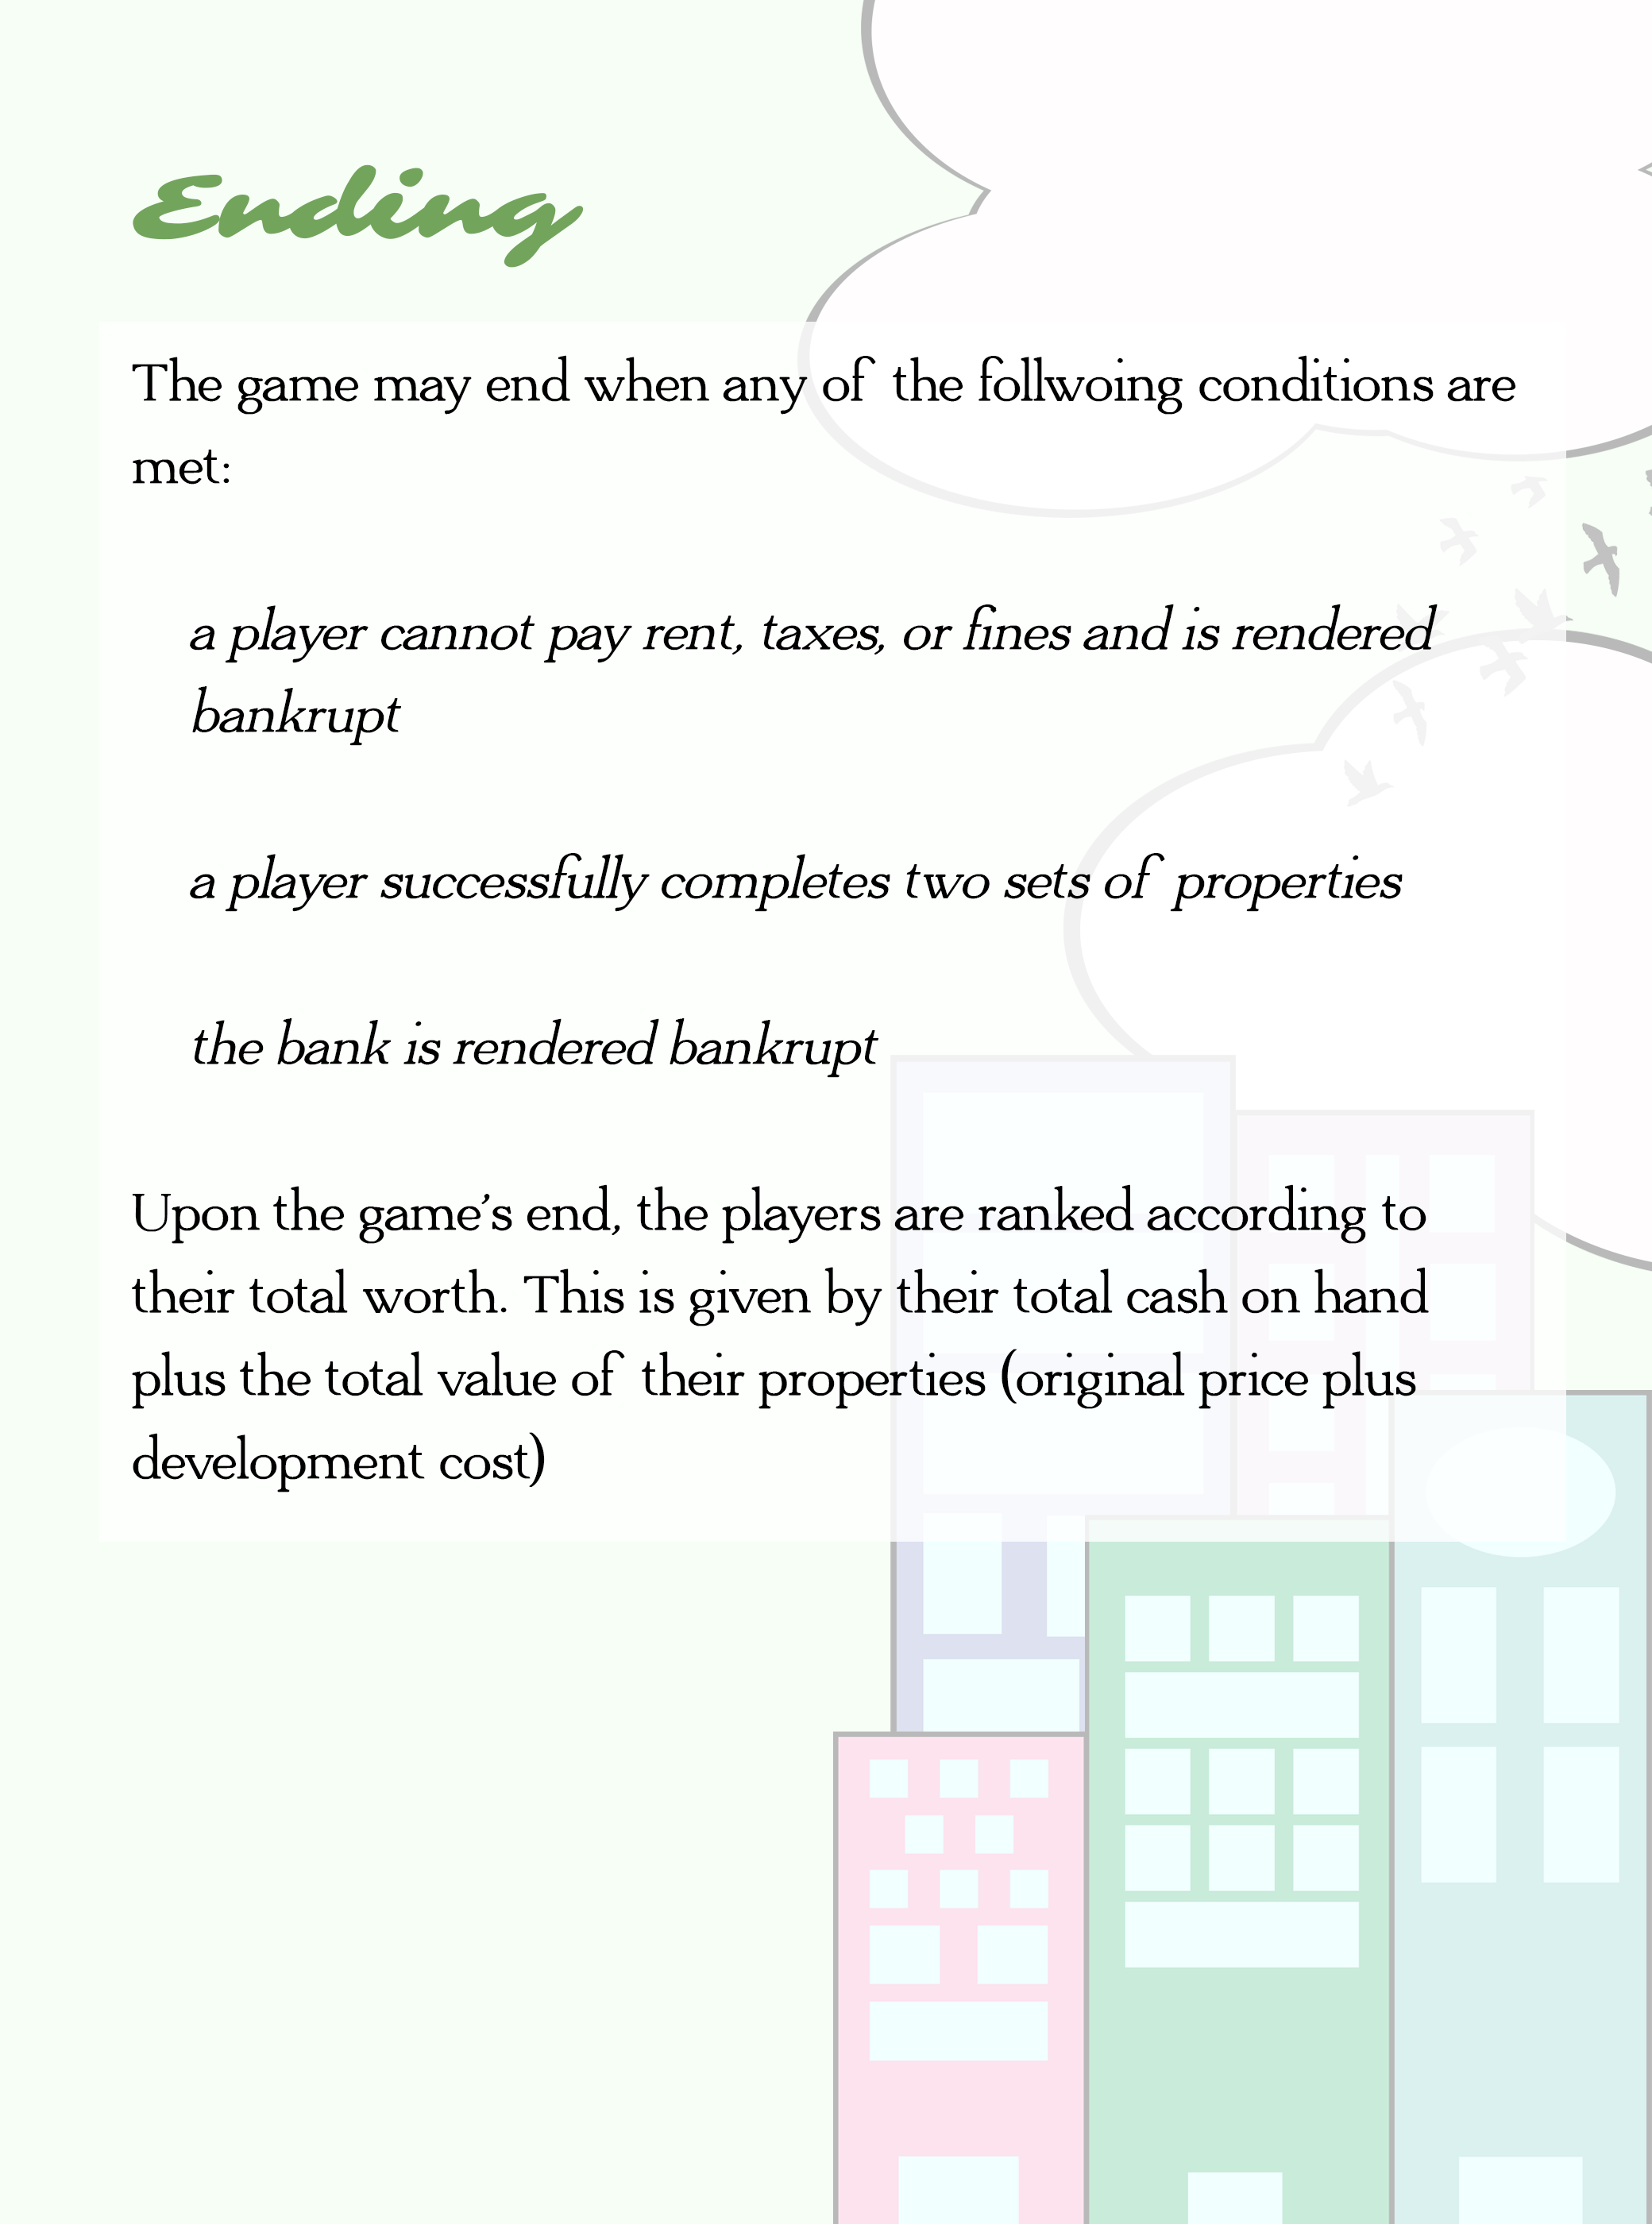 Ending
The game may end when any of the follwoing conditions are
met:
a player cannot pay rent, taxes, or fines and is rendered
bankrupt
a player successfully completes two sets of properties
the bank is rendered bankrupt
Upon the game’s end, the players are ranked according to
their total worth. This is given by their total cash on hand
plus the total value of their properties (original price plus
development cost)